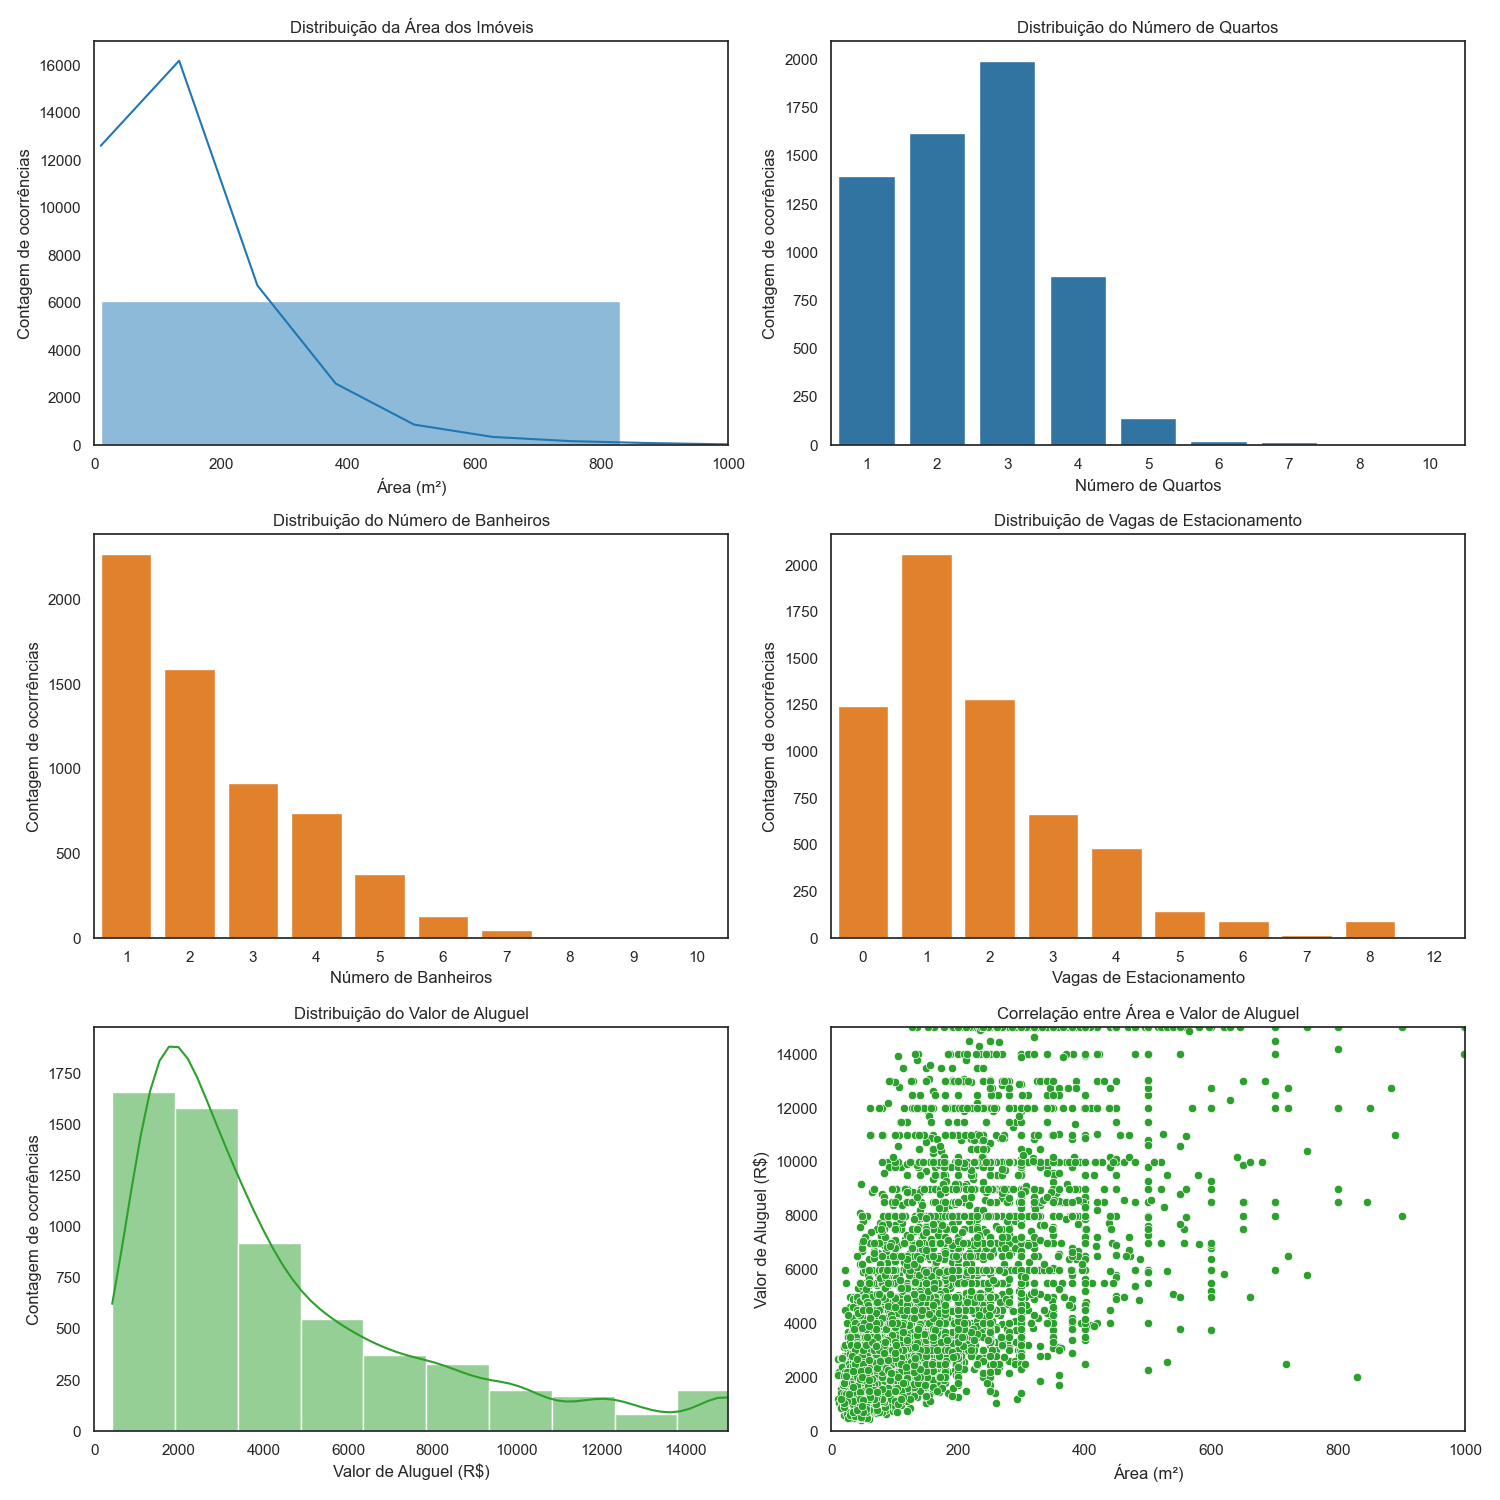 Distribuição da Área dos Imóveis
Contagem de ocorrências
16000
14000
12000
10000
8000
6000
4000
2000
0
0 200 400 600 800 1000
Área (m²)
Distribuição do Número de Quartos
Contagem de ocorrências
2000
1750
1500
1250
1000
750
500
250
0
1 2 3 4 5 6 7 8 10
Número de Quartos
Distribuição do Número de Banheiros
Contagem de ocorrências
2000
1500
1000
500
0
1 2 3 4 5 6 7 8 9 10
Número de Banheiros
Distribuição de Vagas de Estacionamento
Contagem de ocorrências
2000
1750
1500
1250
1000
750
500
250
0
0 1 2 3 4 5 6 7 8 12
Vagas de Estacionamento
Distribuição do Valor de Aluguel
Contagem de ocorrências
1750
1500
1250
1000
750
500
250
0
0 2000 4000 6000 8000 10000 12000 14000
Valor de Aluguel (R$)
Correlação entre Área e Valor de Aluguel
Valor de Aluguel (R$)
14000
12000
10000
8000
6000
4000
2000
0
0 200 400 600 800 1000
Área (m²)